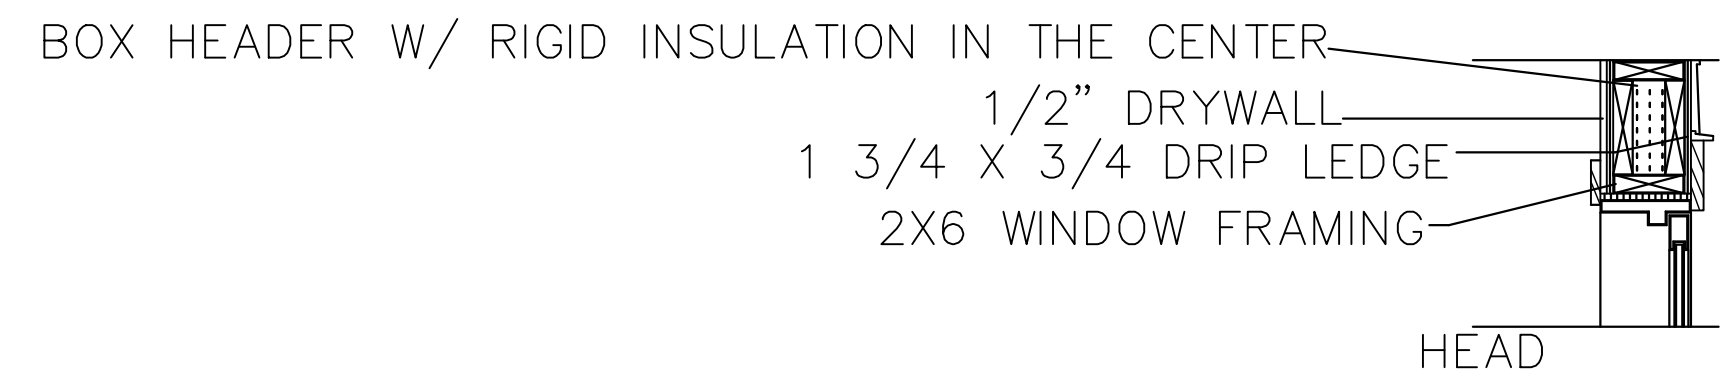 BOX HEADER W/ RIGID INSULATION IN THE CENTER
1/2” DRYWALL
1 3/4 X 3/4 DRIP LEDGE
2X6 WINDOW FRAMING
HEAD